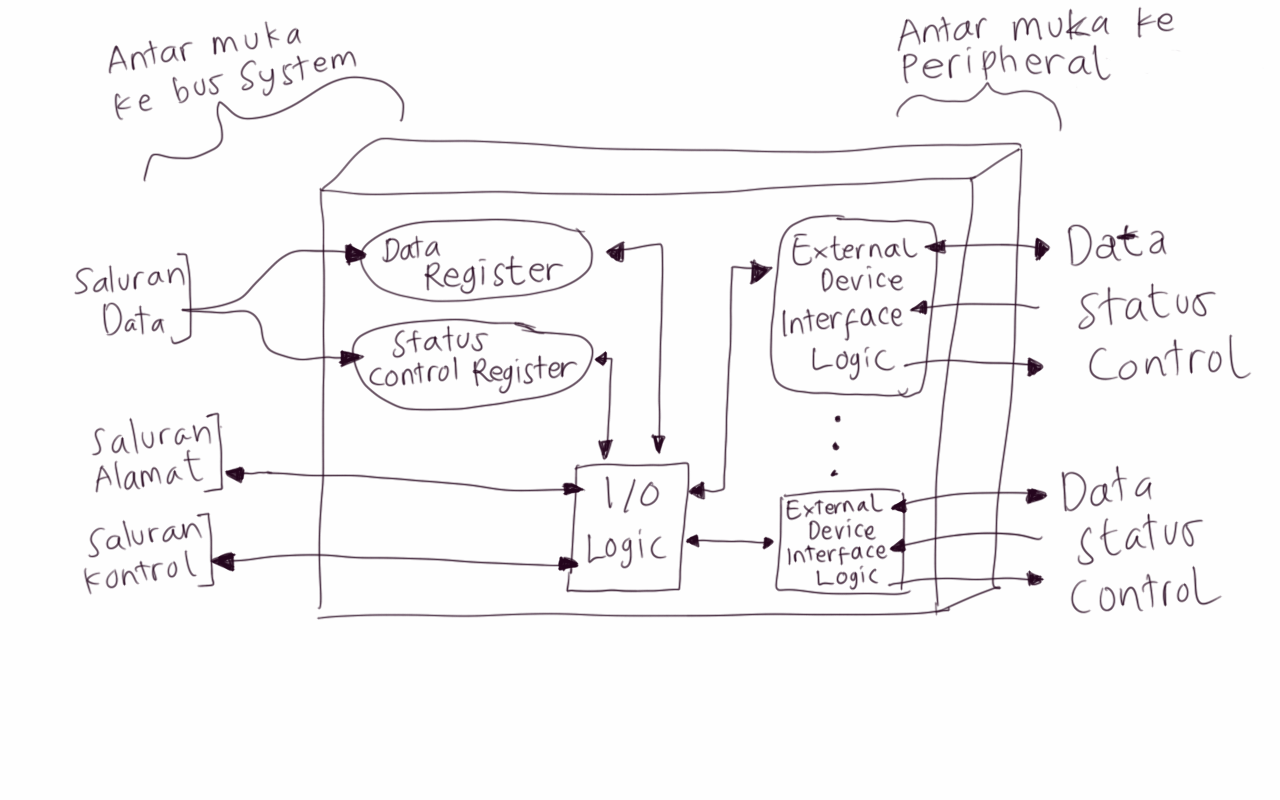 Antar muka
ke bus System
Antar muka ke
Peripheral
Saluran
Data
Data
Register
Status
Control Register
Saluran
Alamat
Saluran
Kontrol
I/O
Logic
External
Device
Interface
Logic
Data
Status
Control
External
Device
Interface
Logic
Data
Status
Control